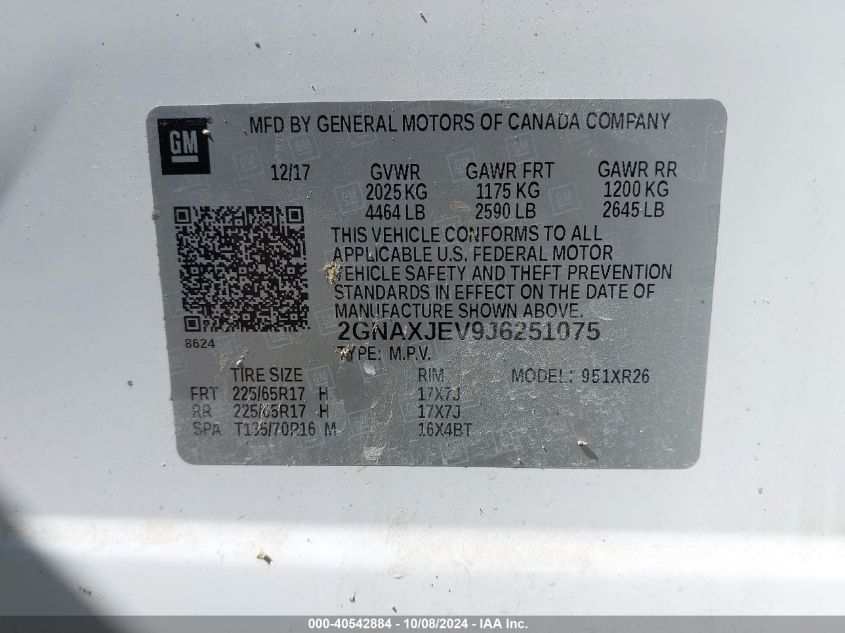 GM
MFD BY GENERAL MOTORS OF CANADA COMPANY
12/17 GVWR GAWR FRT GAWR RR
2025 KG 1175 KG 1200 KG
4464 LB 2590 LB 2645 LB
THIS VEHICLE CONFORMS TO ALL
APPLICABLE U.S. FEDERAL MOTOR
VEHICLE SAFETY AND THEFT PREVENTION
STANDARDS IN EFFECT ON THE DATE OF
MANUFACTURE SHOWN ABOVE.
8624 2GNAXJEV9J6251075
TYPE: M.P.V.
TIRE SIZE RIM MODEL: 951XR26
FRT 225/65R17 H 17X7J
RR 225/65R17 H 17X7J
SPA T135/70R16 M 16X4BT
000-40542884 - 10/08/2024 - IAAI Inc.